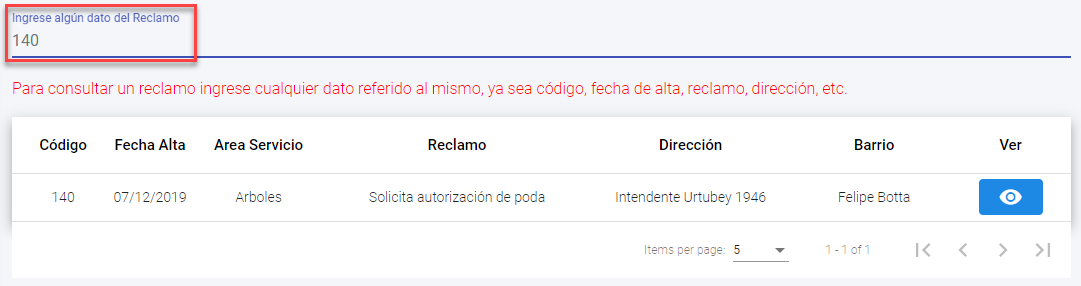 Ingrese algún dato del Reclamo
140
Para consultar un reclamo ingrese cualquier dato referido al mismo, ya sea código, fecha de alta, reclamo, dirección, etc.
Código Fecha Alta Area Servicio Reclamo Dirección Barrio Ver
140 07/12/2019 Arboles Solicita autorización de poda Intendente Urtubey 1946 Felipe Botta
Items per page: 5 1 - 1 of 1